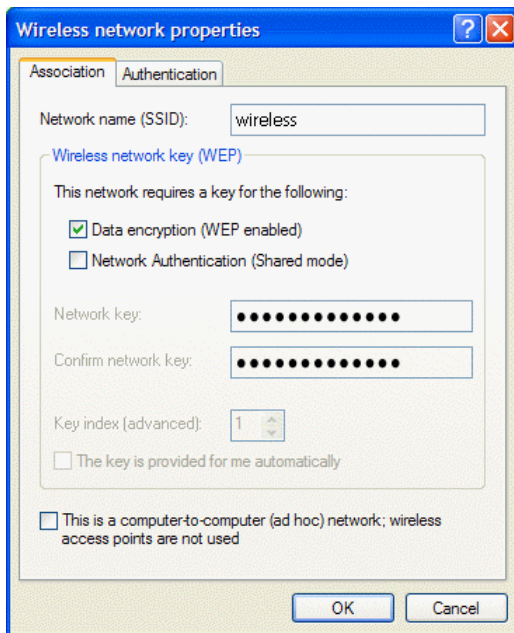 Wireless network properties
Association
Authentication
Network name (SSID):
wireless
Wireless network key (WEP)
This network requires a key for the following:
Data encryption (WEP enabled)
Network Authentication (Shared mode)
Network key:
•••••••••••••
Confirm network key:
•••••••••••••
Key index (advanced):
1
The key is provided for me automatically
This is a computer-to-computer (ad hoc) network; wireless
access points are not used
OK
Cancel